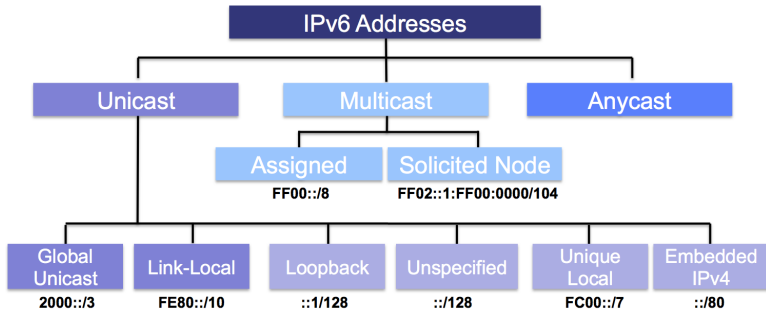 IPv6 Addresses
Unicast
Multicast
Anycast
Assigned
Solicited Node
FF00::/8
FF02::1:FF00:0000/104
Global
Unicast
Link-Local
Loopback
Unspecified
Unique
Local
Embedded
IPv4
2000::/3
FE80::/10
::1/128
::/128
FC00::/7
::/80